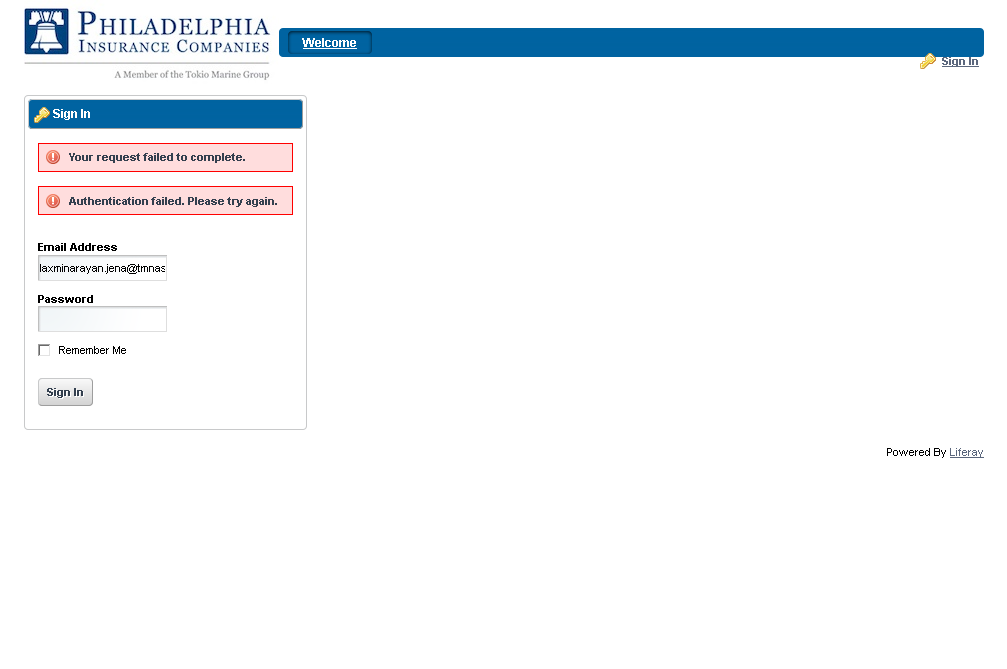 PHILADELPHIA
INSURANCE COMPANIES
A Member of the Tokio Marine Group
Welcome
Sign In
Sign In
Your request failed to complete.
Authentication failed. Please try again.
Email Address
laxminarayan.jena@tmnas
Password
Remember Me
Sign In
Powered By Liferay